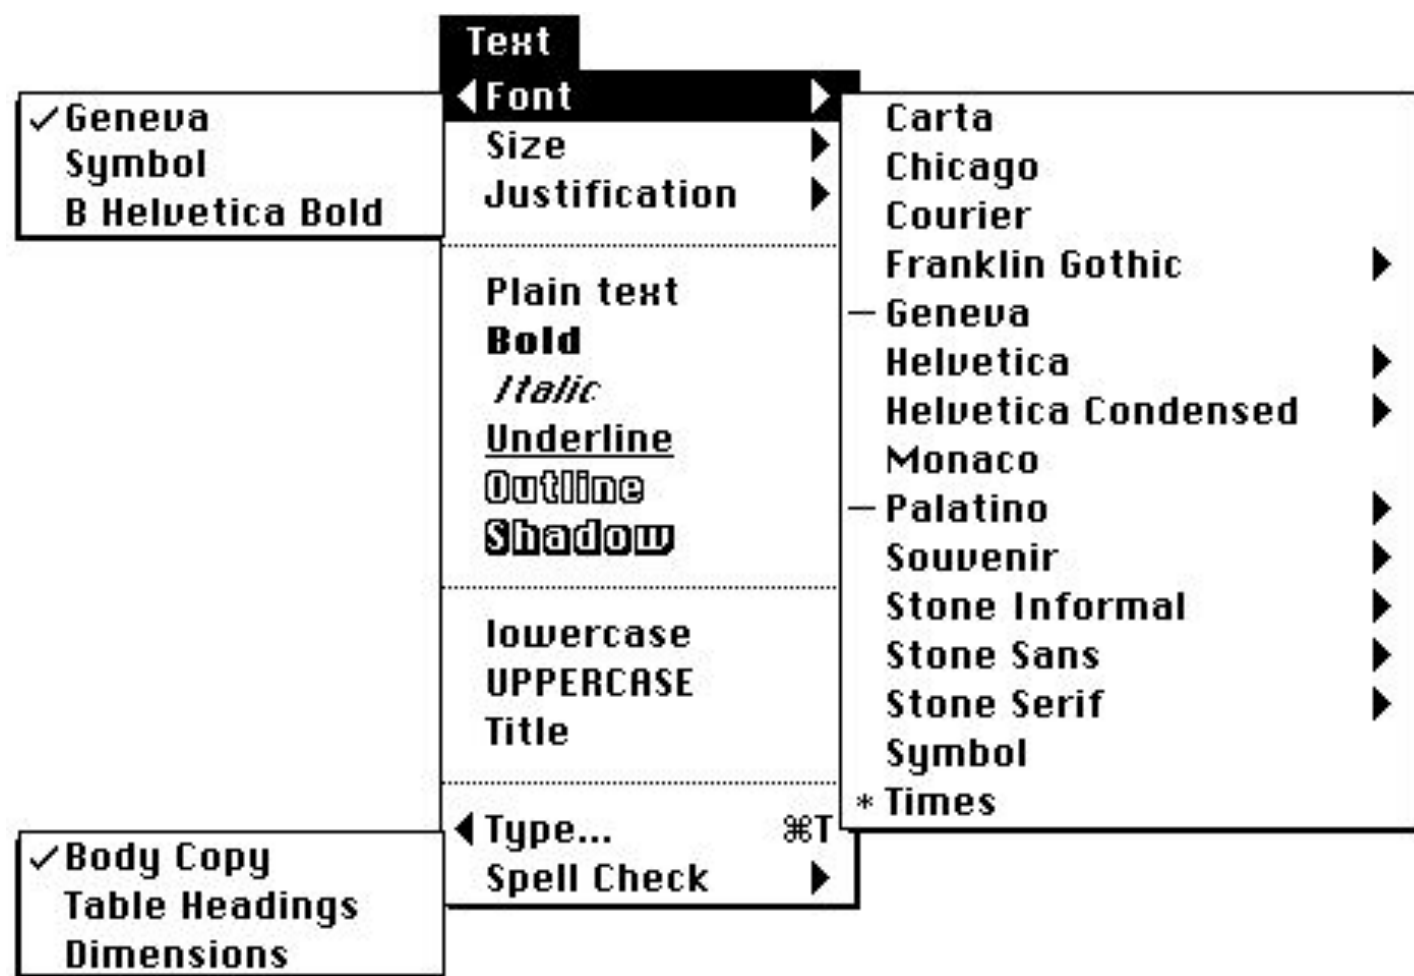 Text
Font
Size
Justification
Plain text
Bold
Italic
Underline
Outline
Shadow
lowercase
UPPERCASE
Title
Type... ⌘T
Spell Check
✓Geneva
Symbol
B Helvetica Bold
✓Body Copy
Table Headings
Dimensions
Carta
Chicago
Courier
Franklin Gothic
– Geneva
Helvetica
Helvetica Condensed
Monaco
– Palatino
Souvenir
Stone Informal
Stone Sans
Stone Serif
Symbol
* Times